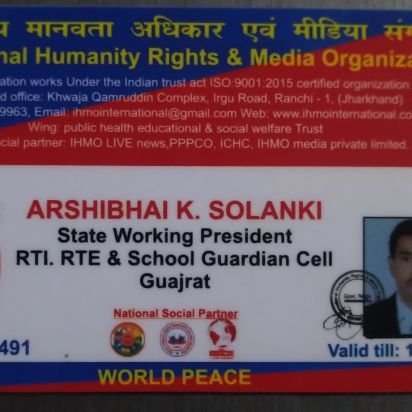 मानवता अधिकार एवं मीडिया
nal Humanity Rights & Media Organiza
ation works Under the Indian trust act ISO:9001:2015 certified organization
d office: Khwaja Qamruddin Complex, Irgu Road, Ranchi - 1, (Jharkhand)
9963, Email: ihmointernational@gmail.com Web: www.ihmointernational.co
Wing: public health educational & social welfare Trust
cial partner: IHMO LIVE news,PPPCO, ICHC, IHMO media private limited.
ARSHIBHAI K. SOLANKI
State Working President
RTI. RTE & School Guardian Cell
Guajrat
National Social Partner
491
Valid till: 1
WORLD PEACE